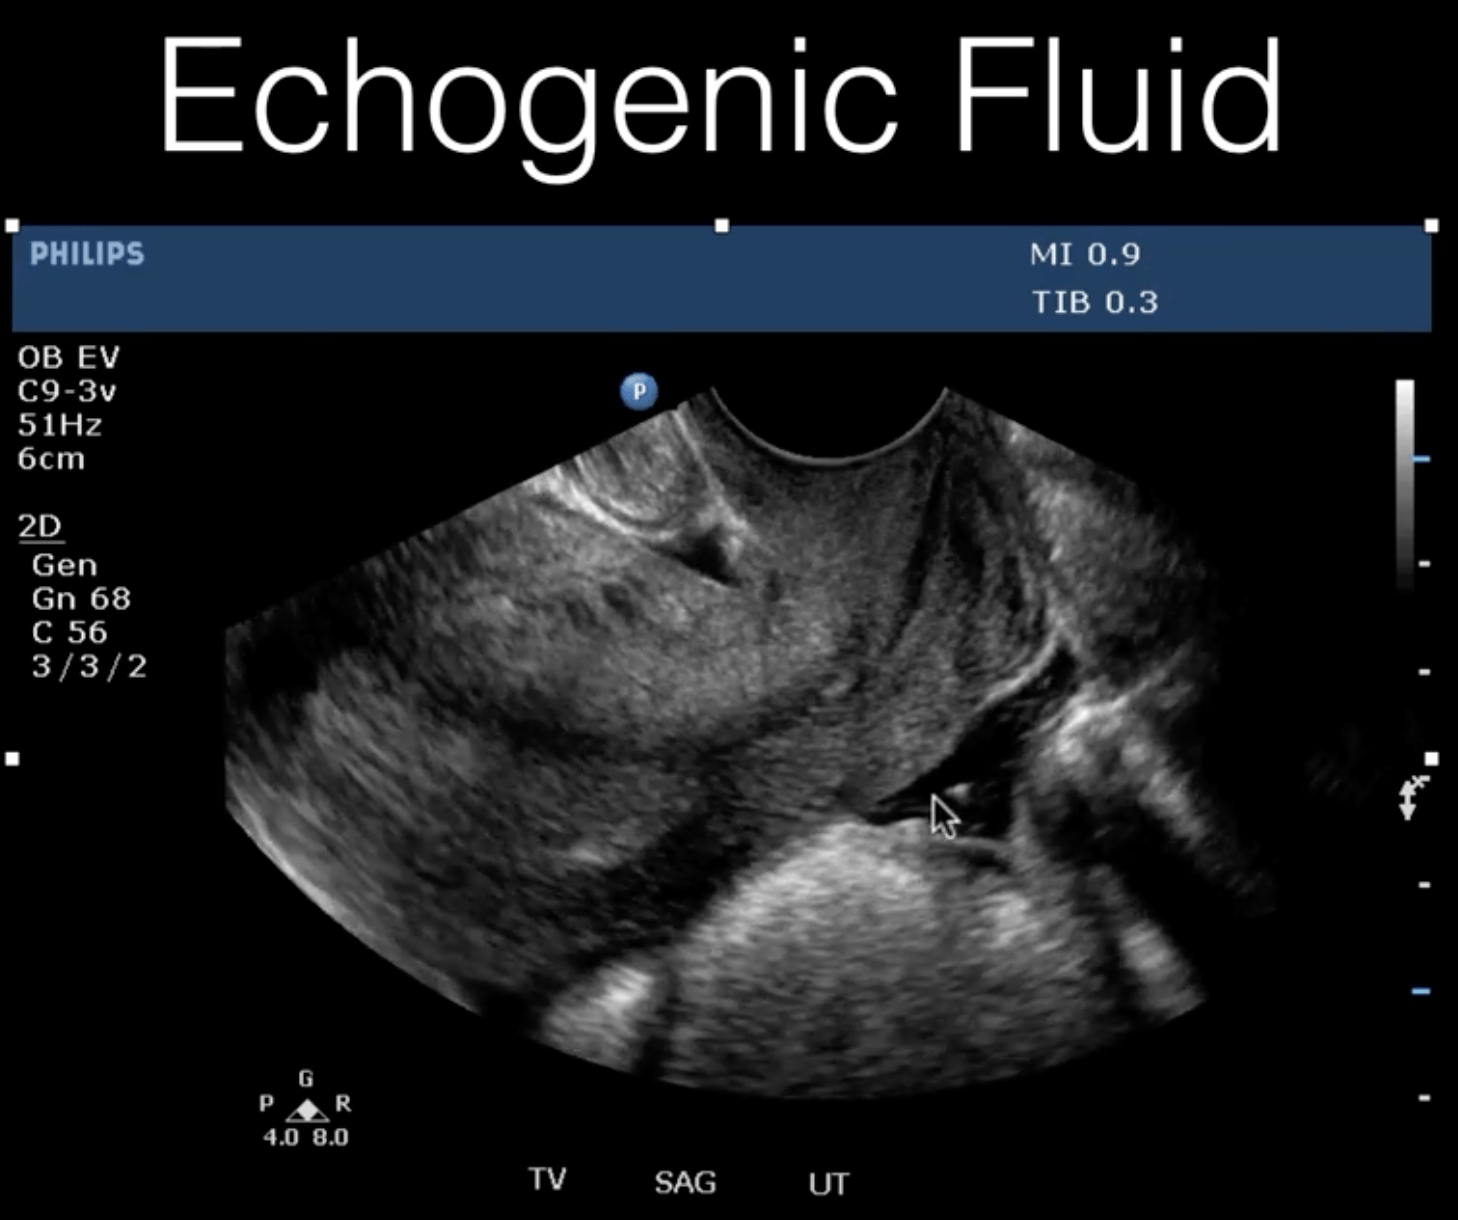 Echogenic Fluid
PHILIPS
MI 0.9
TIB 0.3
OB EV
C9-3v
51Hz
6cm
P
2D
Gen
Gn 68
C 56
3/3/2
G
P R
4.0 8.0
TV SAG UT